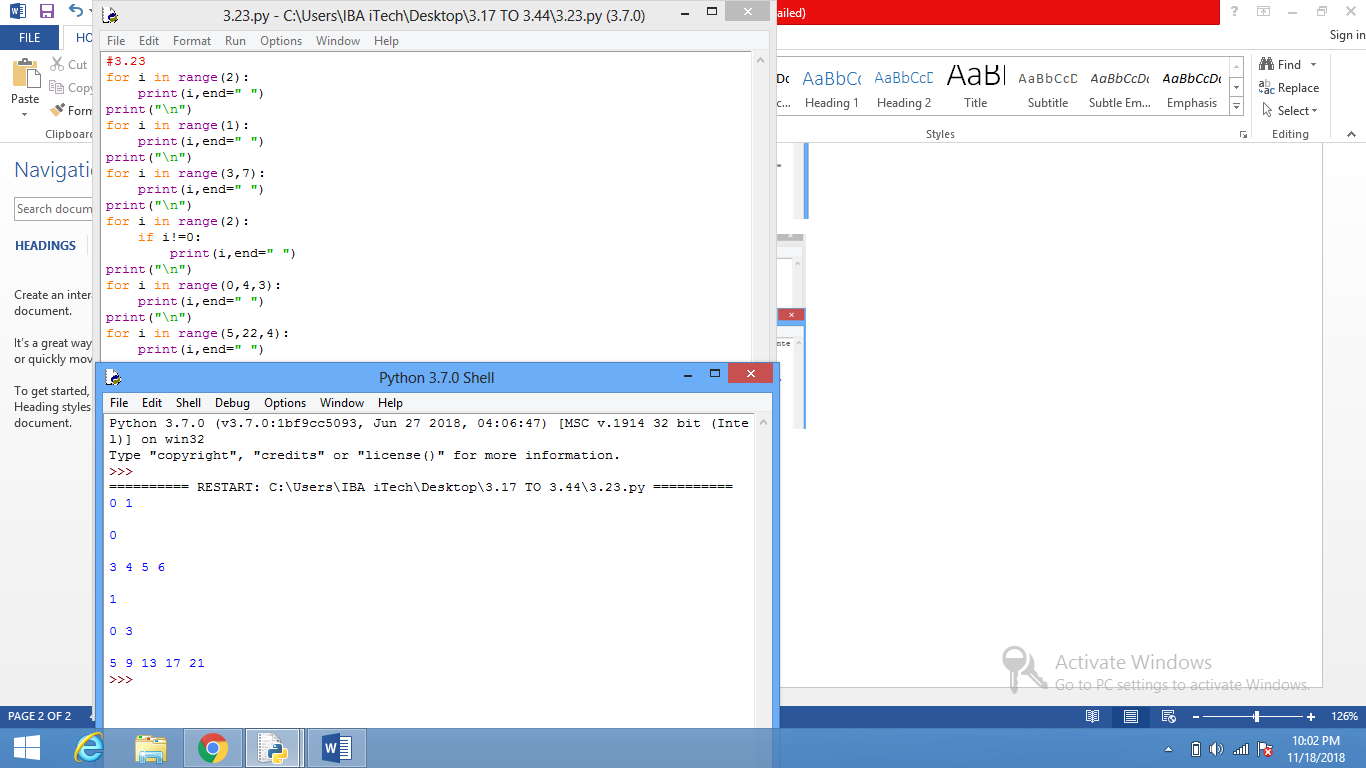 3.23.py - C:\Users\IBA iTech\Desktop\3.17 TO 3.44\3.23.py (3.7.0)
ailed)
FILE
Sign in
File Edit Format Run Options Window Help
#3.23
for i in range(2):
    print(i,end=" ")
print("\n")
for i in range(1):
    print(i,end=" ")
print("\n")
for i in range(3,7):
    print(i,end=" ")
print("\n")
for i in range(2):
    if i!=0:
        print(i,end=" ")
print("\n")
for i in range(0,4,3):
    print(i,end=" ")
print("\n")
for i in range(5,22,4):
    print(i,end=" ")
Cut
Copy
Form
Paste
Clipboard
Navigati
Search docum
HEADINGS
Create an inter
document.
It's a great way
or quickly mov
To get started,
Heading styles
document.
AaBbCc AaBbCcD AaB AaBbCcD AaBbCcDc AaBbCcDc
Heading 1 Heading 2 Title Subtitle Subtle Em... Emphasis
Styles
Find
Replace
Select
Editing
Python 3.7.0 Shell
File Edit Shell Debug Options Window Help
Python 3.7.0 (v3.7.0:1bf9cc5093, Jun 27 2018, 04:06:47) [MSC v.1914 32 bit (Inte
l)] on win32
Type "copyright", "credits" or "license()" for more information.
>>>
========== RESTART: C:\Users\IBA iTech\Desktop\3.17 TO 3.44\3.23.py ==========
0 1
0
3 4 5 6
1
0 3
5 9 13 17 21
>>>
Activate Windows
Go to PC settings to activate Windows.
PAGE 2 OF 2
126%
10:02 PM
11/18/2018